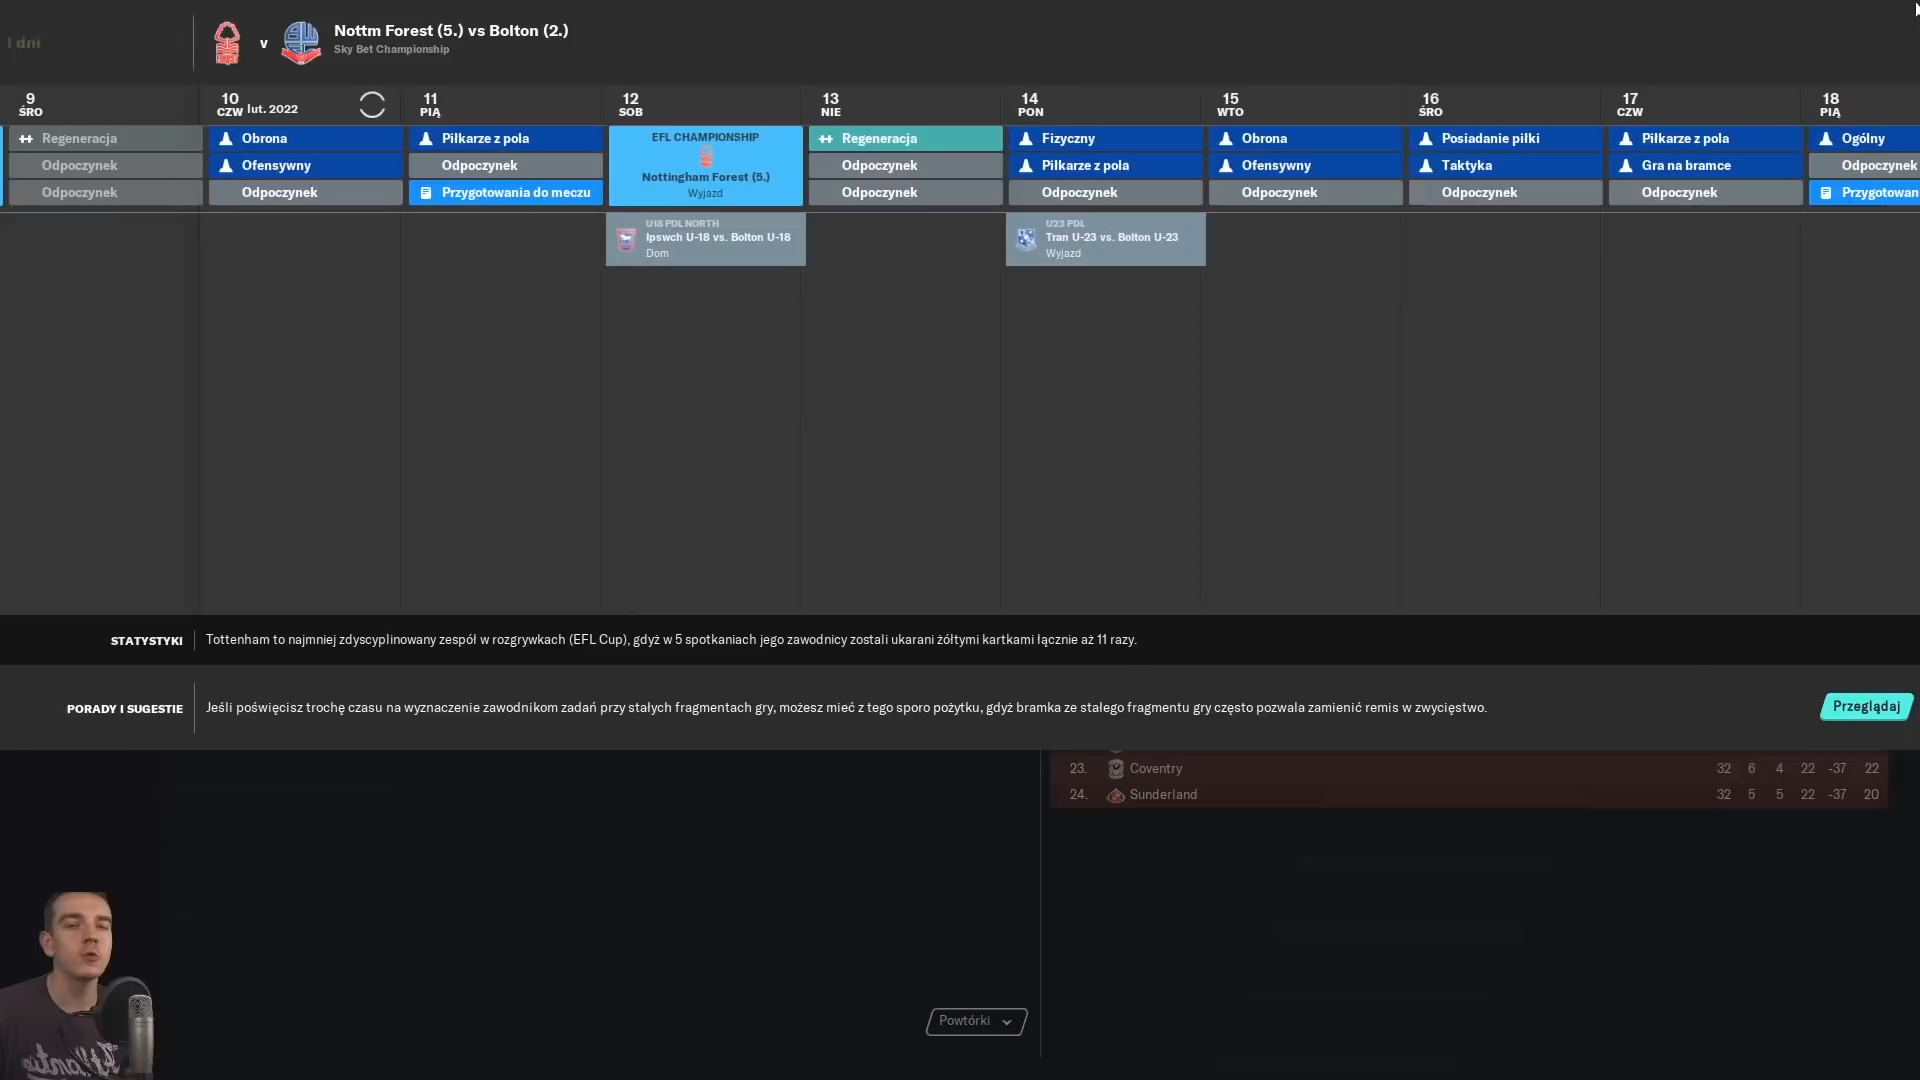 1 dni
v
Nottm Forest (5.) vs Bolton (2.)
Sky Bet Championship
9
ŚRO
10
CZW lut. 2022
11
PIĄ
12
SOB
13
NIE
14
PON
15
WTO
16
ŚRO
17
CZW
18
PIĄ
Regeneracja
Odpoczynek
Odpoczynek
Obrona
Ofensywny
Odpoczynek
Piłkarze z pola
Odpoczynek
Przygotowania do meczu
EFL CHAMPIONSHIP
Nottingham Forest (5.)
Wyjazd
Regeneracja
Odpoczynek
Odpoczynek
Fizyczny
Piłkarze z pola
Odpoczynek
Obrona
Ofensywny
Odpoczynek
Posiadanie piłki
Taktyka
Odpoczynek
Piłkarze z pola
Gra na bramce
Odpoczynek
Ogólny
Odpoczynek
Przygotowan
U18 PDL NORTH
Ipswch U-18 vs. Bolton U-18
Dom
U23 PDL
Tran U-23 vs. Bolton U-23
Wyjazd
STATYSTYKI
Tottenham to najmniej zdyscyplinowany zespół w rozgrywkach (EFL Cup), gdyż w 5 spotkaniach jego zawodnicy zostali ukarani żółtymi kartkami łącznie aż 11 razy.
PORADY I SUGESTIE
Jeśli poświęcisz trochę czasu na wyznaczenie zawodnikom zadań przy stałych fragmentach gry, możesz mieć z tego sporo pożytku, gdyż bramka ze stałego fragmentu gry często pozwala zamienić remis w zwycięstwo.
Przeglądaj
23. Coventry 32 6 4 22 -37 22
24. Sunderland 32 5 5 22 -37 20
Powtórki